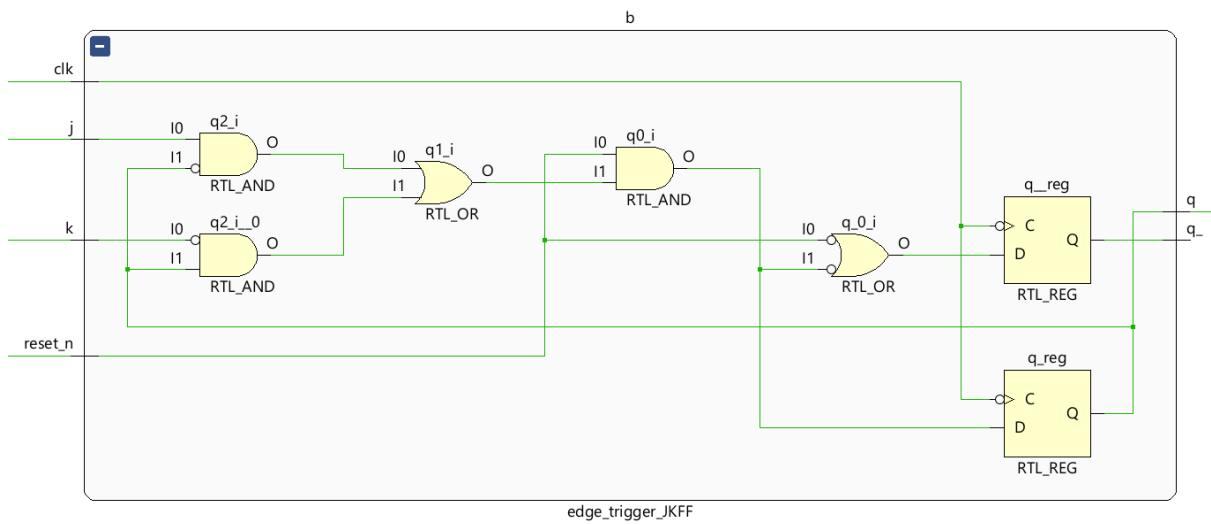 b
clk
j
I0
q2_i
O
I1
RTL_AND
I0
q1_i
O
I1
RTL_OR
I0
q0_i
O
I1
RTL_AND
k
I0
q2_i__0
O
I1
RTL_AND
I0
q_0_i
O
I1
RTL_OR
q__reg
C
Q
D
RTL_REG
q
q_
reset_n
q_reg
C
Q
D
RTL_REG
edge_trigger_JKFF